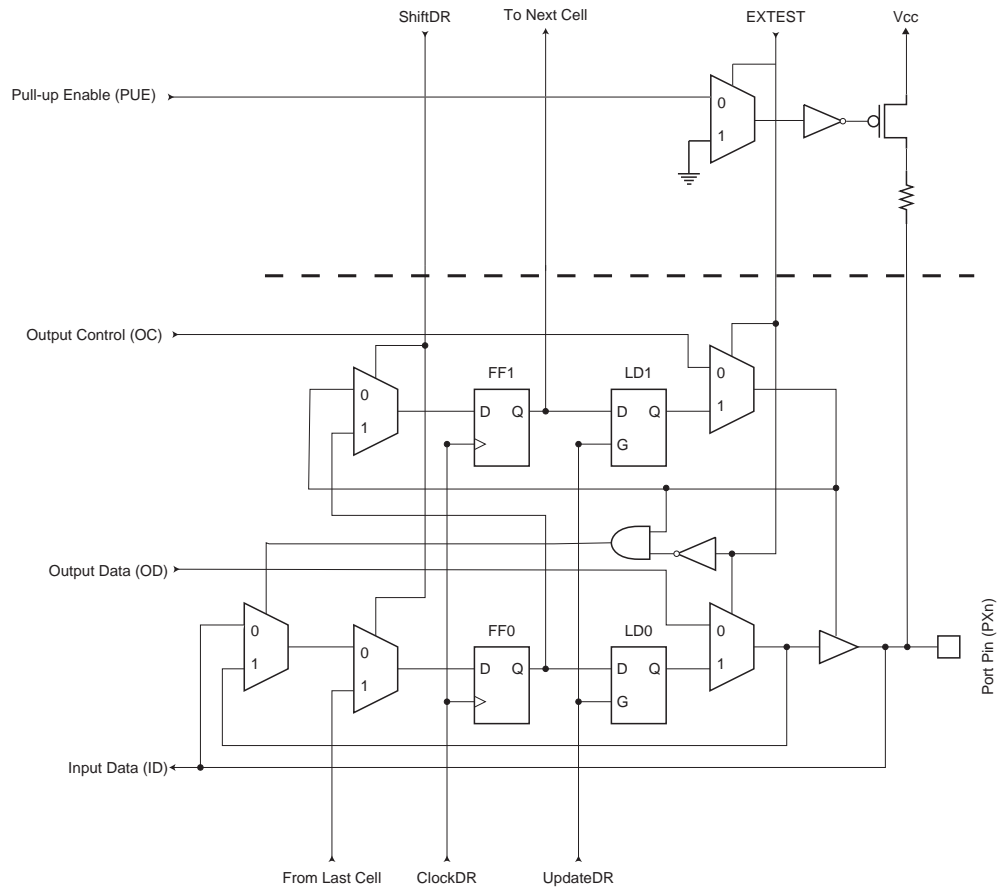 ShiftDR
To Next Cell
EXTEST
Vcc
Pull-up Enable (PUE)
0
1
Output Control (OC)
FF1
LD1
0
1
D Q
D Q
G
0
1
Output Data (OD)
FF0
LD0
0
1
0
1
D Q
D Q
G
0
1
Port Pin (PXn)
Input Data (ID)
From Last Cell
ClockDR
UpdateDR